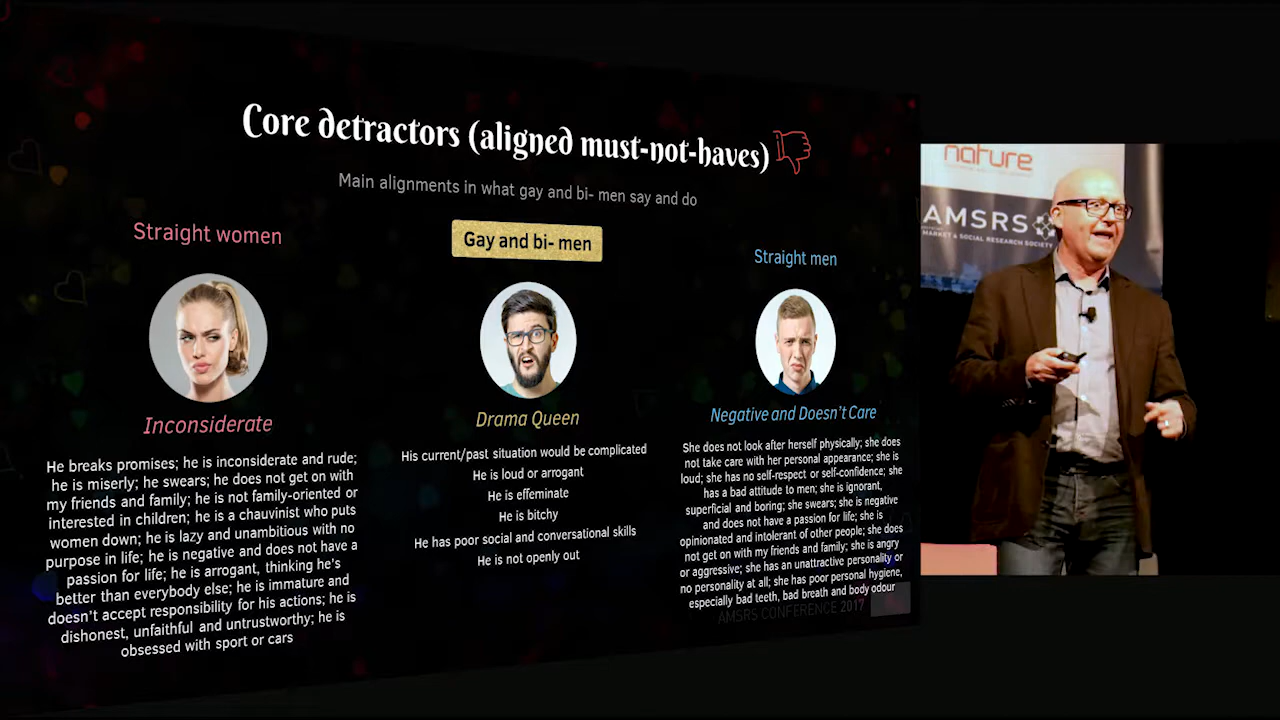 Core detractors (aligned must-not-haves)
Main alignments in what gay and bi- men say and do
Straight women
Inconsiderate
He breaks promises; he is inconsiderate and rude;
he is miserly; he swears; he does not get on with
my friends and family; he is not family-oriented or
interested in children; he is a chauvinist who puts
women down; he is lazy and unambitious with no
purpose in life; he is negative and does not have a
passion for life; he is arrogant, thinking he's
better than everybody else; he is immature and
doesn't accept responsibility for his actions; he is
dishonest, unfaithful and untrustworthy; he is
obsessed with sport or cars
Gay and bi- men
Drama Queen
His current/past situation would be complicated
He is loud or arrogant
He is effeminate
He is bitchy
He has poor social and conversational skills
He is not openly out
Straight men
Negative and Doesn't Care
She does not look after herself physically; she does
not take care with her personal appearance; she is
loud; she has no self-respect or self-confidence; she
has a bad attitude to men; she is ignorant,
superficial and boring; she swears; she is negative
and does not have a passion for life; she is
opinionated and intolerant of other people; she does
not get on with my friends and family; she is angry
or aggressive; she has an unattractive personality or
no personality at all; she has poor personal hygiene,
especially bad teeth, bad breath and body odour
AMSRS CONFERENCE 2017
nature
AMSRS
MARKET & SOCIAL RESEARCH SOCIETY